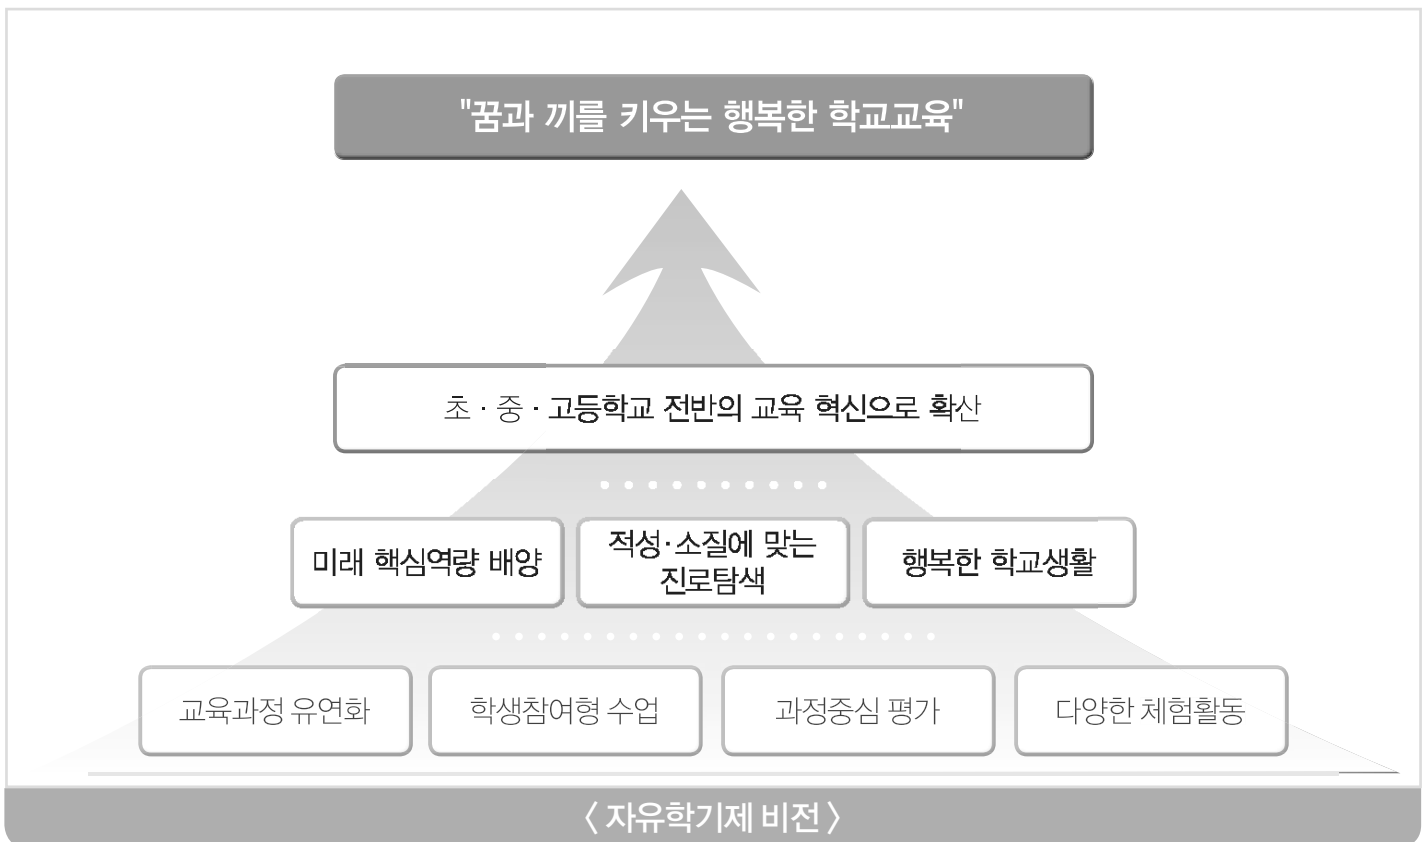 "꿈과 끼를 키우는 행복한 학교교육"
초 · 중 · 고등학교 전반의 교육 혁신으로 확산
미래 핵심역량 배양
적성·소질에 맞는
진로탐색
행복한 학교생활
교육과정 유연화
학생참여형 수업
과정중심 평가
다양한 체험활동
〈 자유학기제 비전 〉